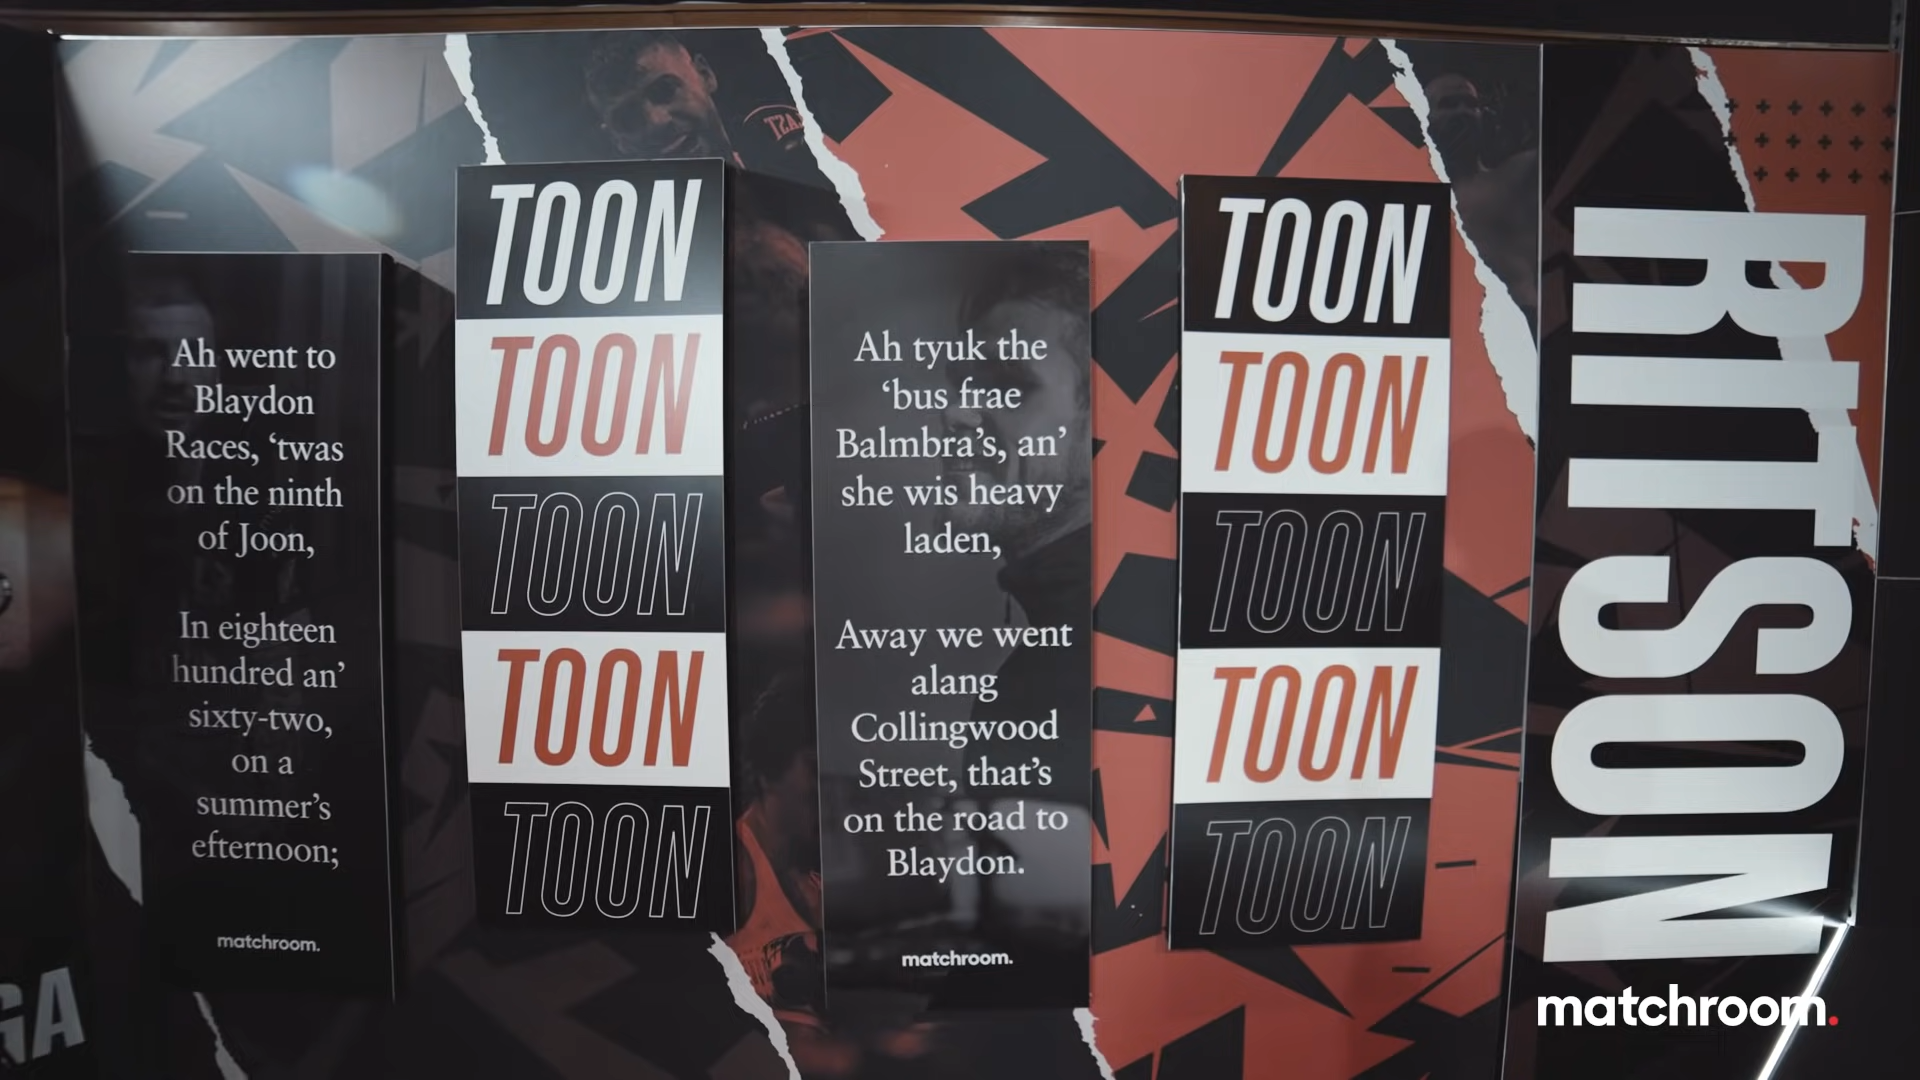 Ah went to
Blaydon
Races, ‘twas
on the ninth
of Joon,
In eighteen
hundred an’
sixty-two,
on a
summer’s
efternoon;
matchroom.
TOON
TOON
TOON
TOON
TOON
Ah tyuk the
‘bus frae
Balmbra’s, an’
she wis heavy
laden,
Away we went
alang
Collingwood
Street, that’s
on the road to
Blaydon.
matchroom.
TOON
TOON
TOON
TOON
TOON
RITSON
matchroom.